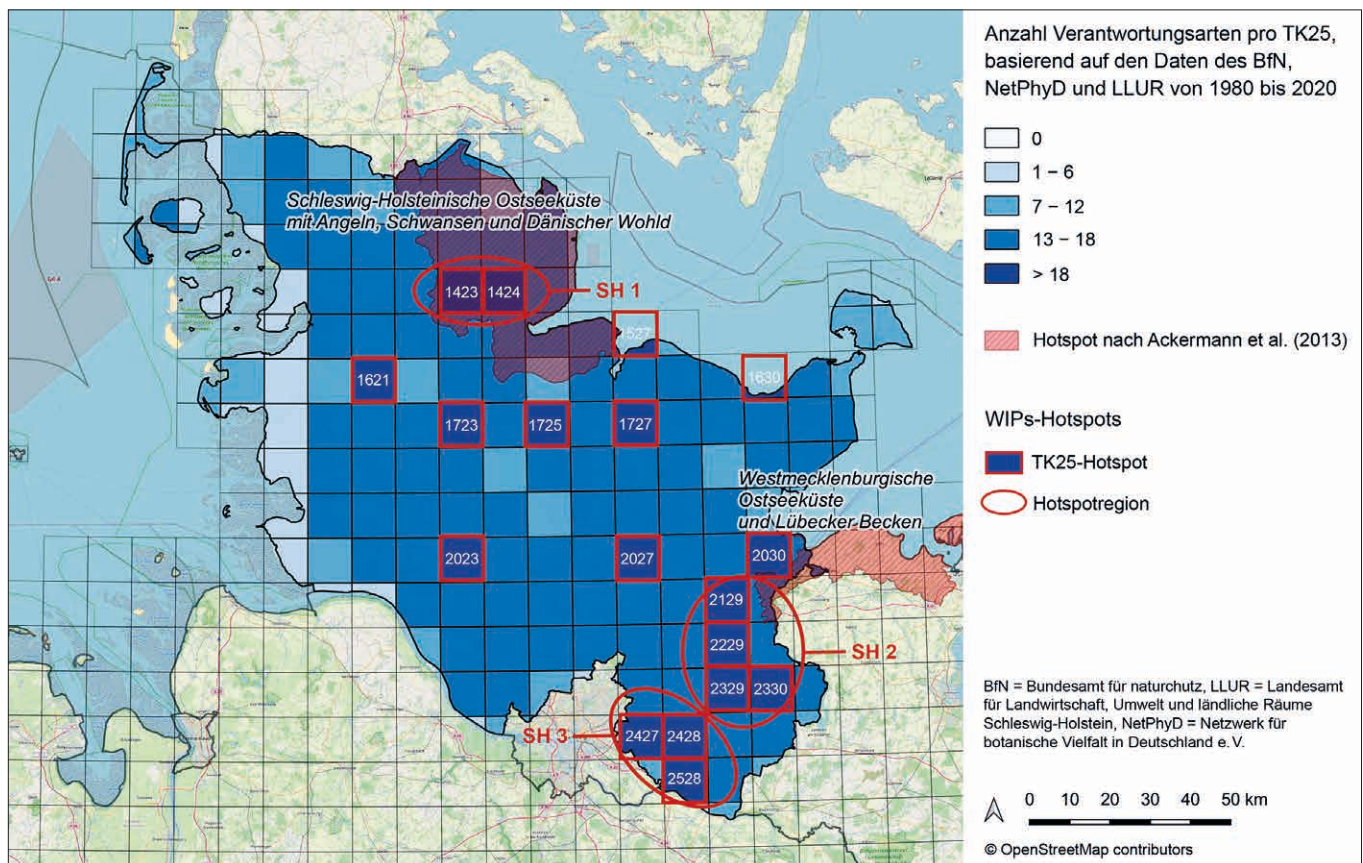 Schleswig-Holsteinische Ostseeküste
mit Angeln, Schwansen und Dänischer Wohld
1423
1424
SH 1
1527
1621
1630
1723
1725
1727
Westmecklenburgische
Ostseeküste
und Lübecker Becken
2023
2027
2030
2129
2229
SH 2
2329
2330
SH 3
2427
2428
2528
Anzahl Verantwortungsarten pro TK25,
basierend auf den Daten des BfN,
NetPhyD und LLUR von 1980 bis 2020
0
1 – 6
7 – 12
13 – 18
> 18
Hotspot nach Ackermann et al. (2013)
WIPs-Hotspots
TK25-Hotspot
Hotspotregion
BfN = Bundesamt für naturchutz, LLUR = Landesamt
für Landwirtschaft, Umwelt und ländliche Räume
Schleswig-Holstein, NetPhyD = Netzwerk für
botanische Vielfalt in Deutschland e. V.
0 10 20 30 40 50 km
© OpenStreetMap contributors